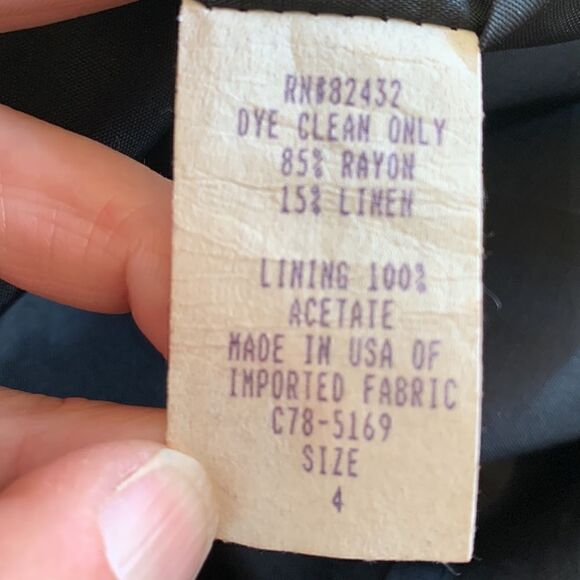 RN#82432
DYE CLEAN ONLY
85% RAYON
15% LINEN
LINING 100%
ACETATE
MADE IN USA OF
IMPORTED FABRIC
C78-5169
SIZE
4